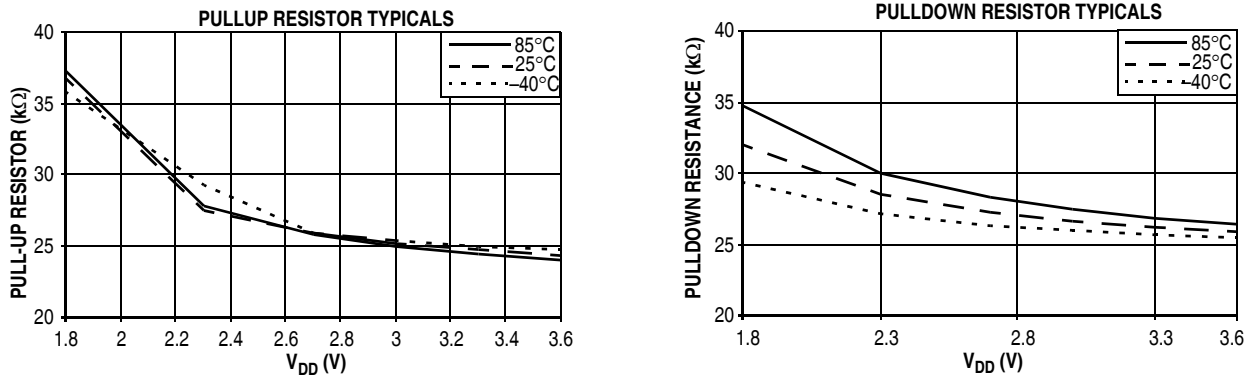 PULLUP RESISTOR TYPICALS
PULL-UP RESISTOR (kΩ)
40
35
30
25
20
85°C
25°C
–40°C
1.8 2 2.2 2.4 2.6 2.8 3 3.2 3.4 3.6
VDD (V)
PULLDOWN RESISTOR TYPICALS
PULLDOWN RESISTANCE (kΩ)
40
35
30
25
20
85°C
25°C
–40°C
1.8 2.3 2.8 3.3 3.6
VDD (V)